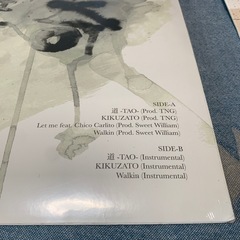 SIDE-A
道 -TAO- (Prod. TNG)
KIKUZATO (Prod. TNG)
Let me feat. Chico Carlito (Prod. Sweet William)
Walkin (Prod. Sweet William)
SIDE-B
道 -TAO- (Instrumental)
KIKUZATO (Instrumental)
Walkin (Instrumental)